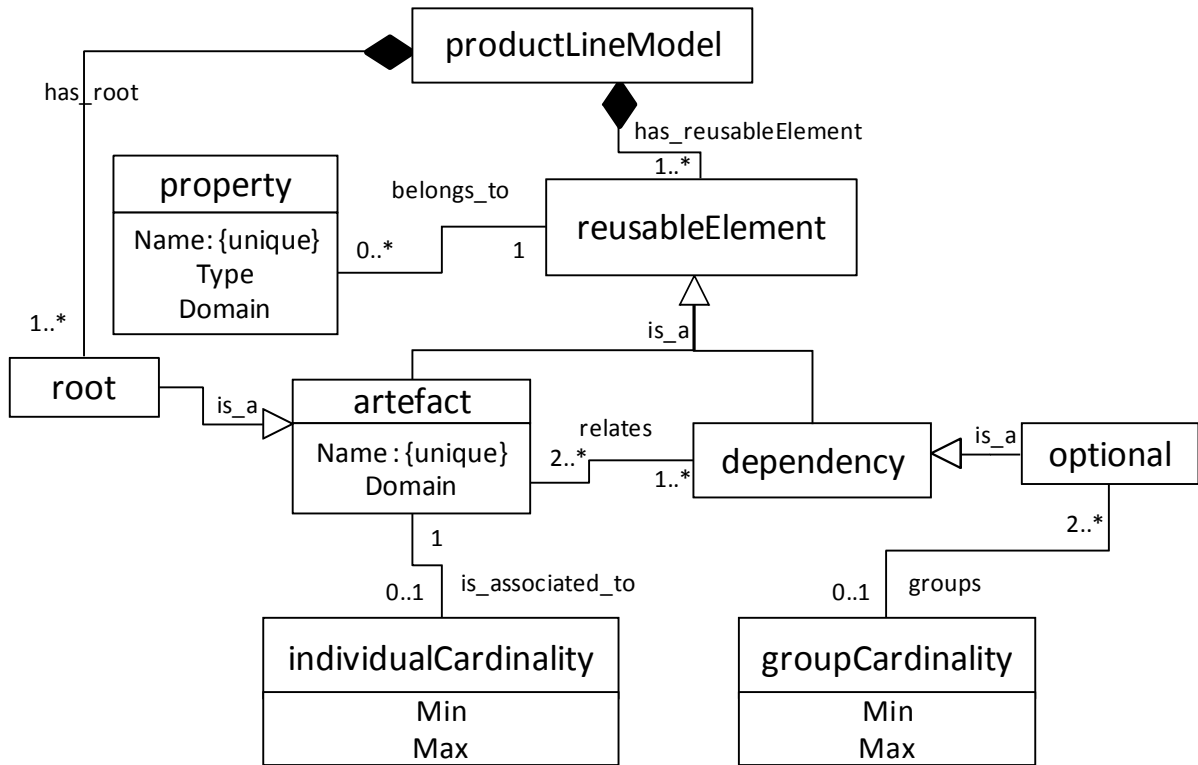 productLineModel
has_root
has_reusableElement
1..*
property
Name: {unique}
Type
Domain
belongs_to
0..*
1
reusableElement
is_a
1..*
root
is_a
artefact
Name : {unique}
Domain
relates
2..*
1..*
dependency
is_a
optional
1
0..1
is_associated_to
2..*
0..1
groups
individualCardinality
Min
Max
groupCardinality
Min
Max